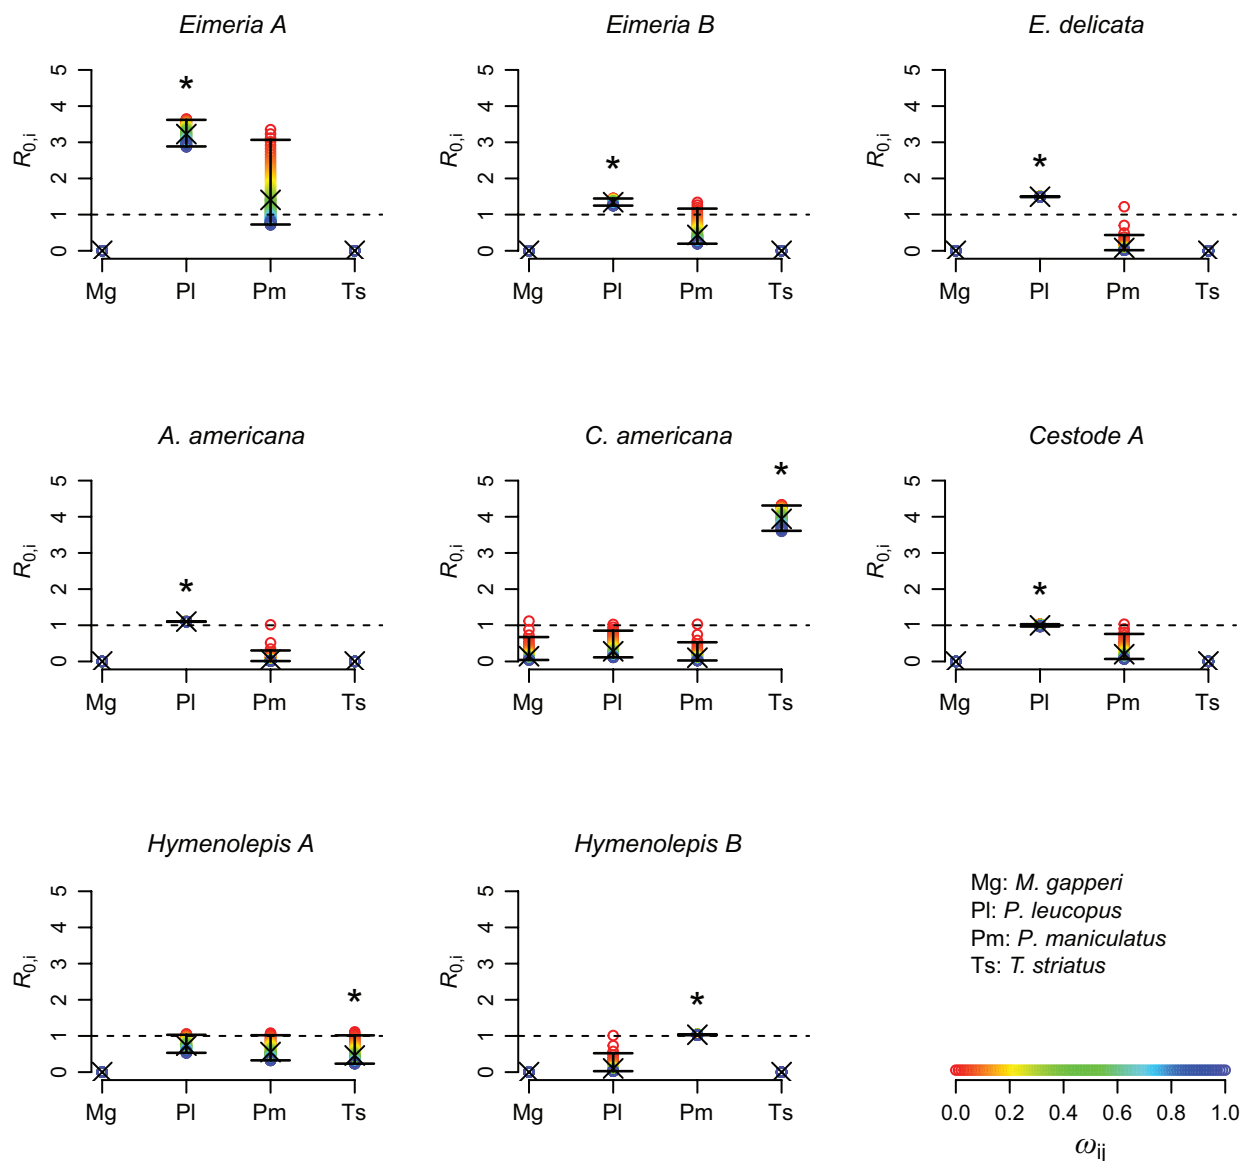 Eimeria A
Eimeria B
E. delicata
R0,i
5
4
3
2
1
0
*
Mg Pl Pm Ts
R0,i
5
4
3
2
1
0
*
Mg Pl Pm Ts
R0,i
5
4
3
2
1
0
*
Mg Pl Pm Ts
A. americana
C. americana
Cestode A
R0,i
5
4
3
2
1
0
*
Mg Pl Pm Ts
R0,i
5
4
3
2
1
0
*
Mg Pl Pm Ts
R0,i
5
4
3
2
1
0
*
Mg Pl Pm Ts
Hymenolepis A
Hymenolepis B
R0,i
5
4
3
2
1
0
*
Mg Pl Pm Ts
R0,i
5
4
3
2
1
0
*
Mg Pl Pm Ts
Mg: M. gapperi
Pl: P. leucopus
Pm: P. maniculatus
Ts: T. striatus
0.0 0.2 0.4 0.6 0.8 1.0
ωij